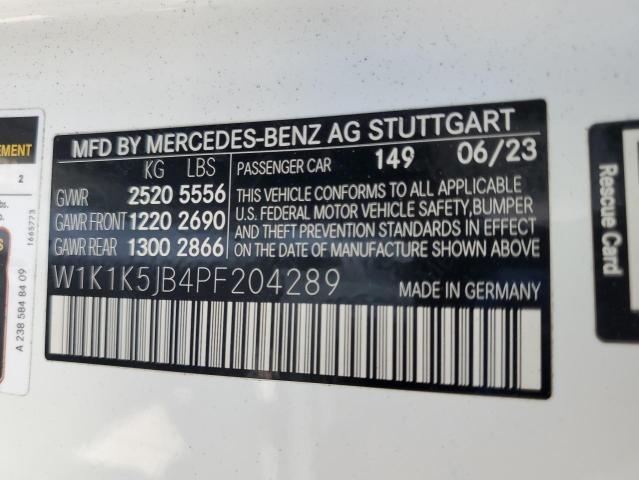 MFD BY MERCEDES-BENZ AG STUTTGART
KG LBS
PASSENGER CAR 149 06/23
GVWR 2520 5556
GAWR FRONT 1220 2690
GAWR REAR 1300 2866
THIS VEHICLE CONFORMS TO ALL APPLICABLE
U.S. FEDERAL MOTOR VEHICLE SAFETY, BUMPER
AND THEFT PREVENTION STANDARDS IN EFFECT
ON THE DATE OF MANUFACTURE SHOWN ABOVE.
W1K1K5JB4PF204289
MADE IN GERMANY
EMENT
2
1665773
A 238 584 84 09
Rescue Card